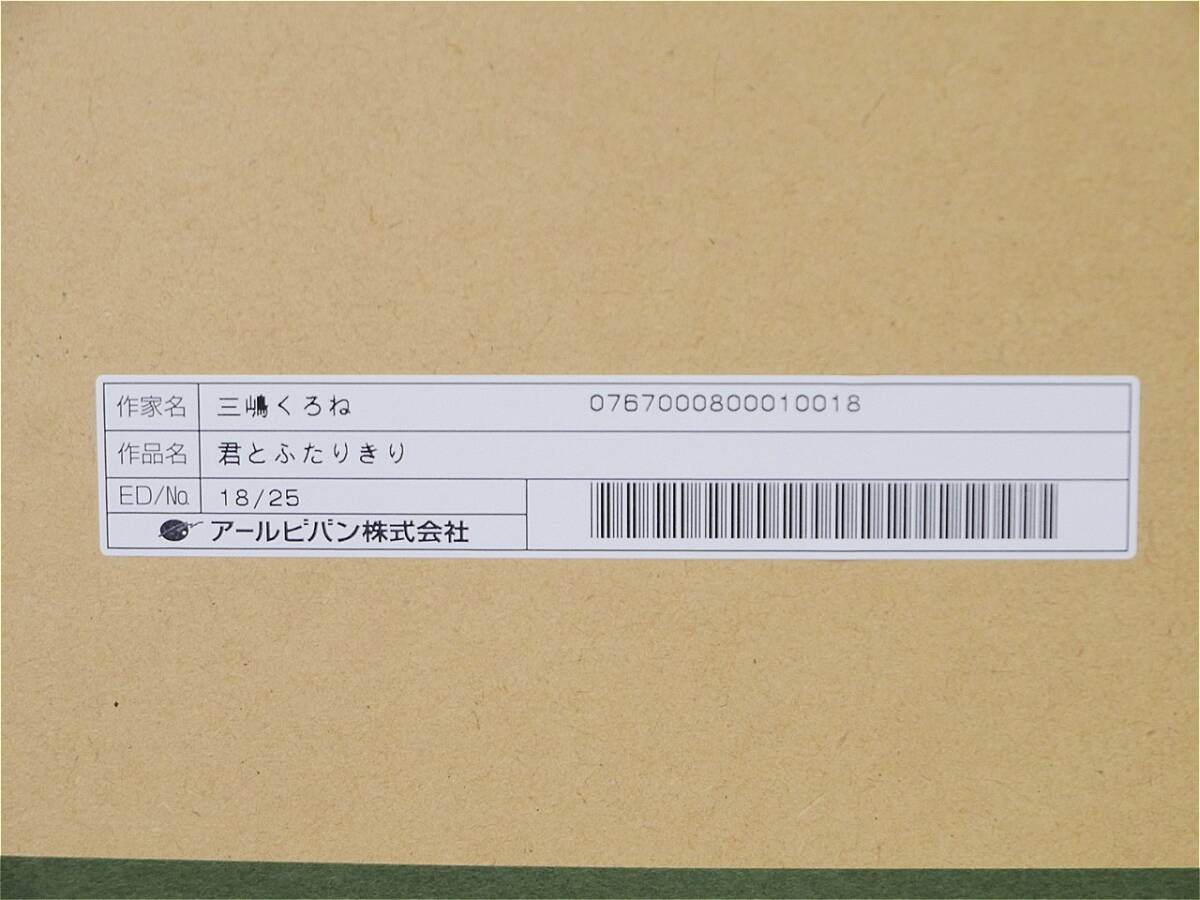 作家名 三嶋くろね 0767000800010018
作品名 君とふたりきり
ED/No. 18/25
アールビバン株式会社